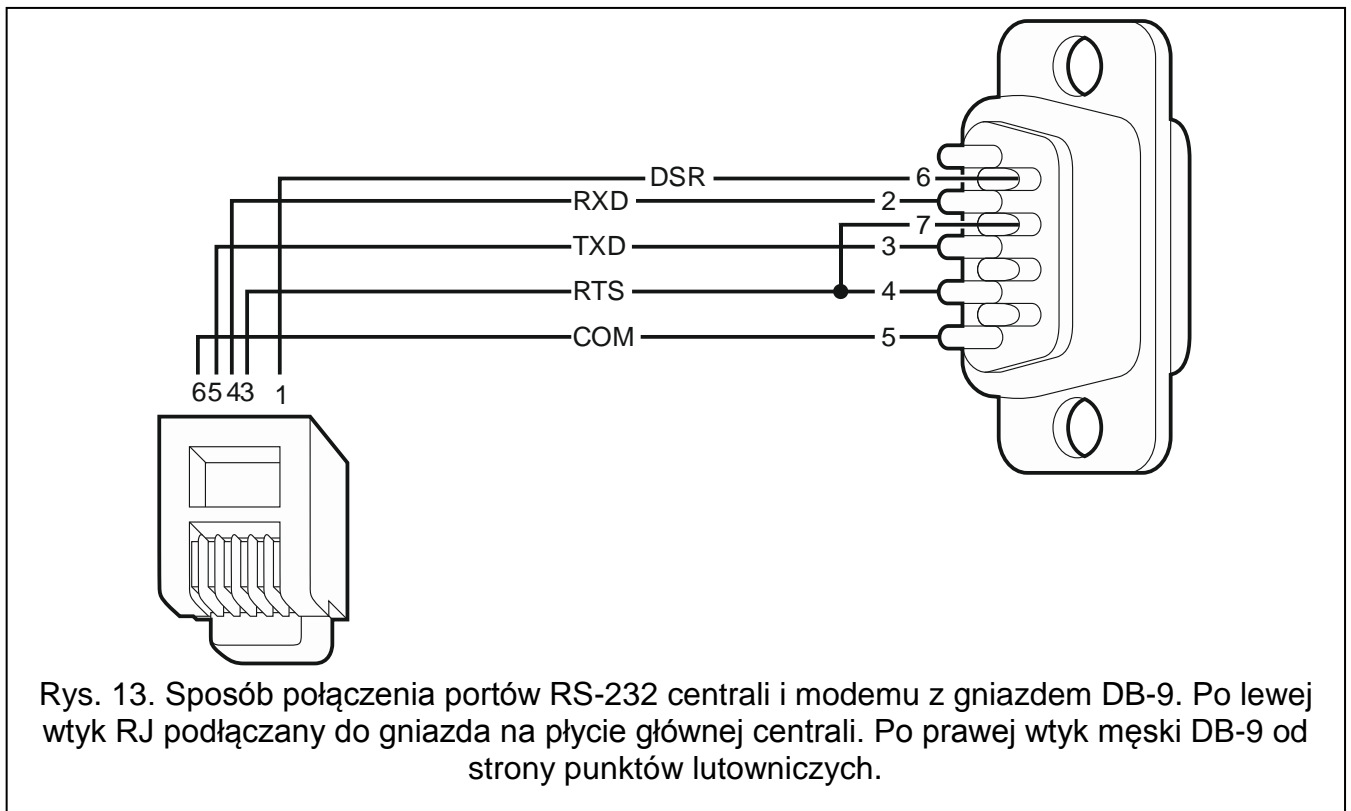 DSR 6
RXD 2
7
TXD 3
RTS 4
COM 5
6543 1
Rys. 13. Sposób połączenia portów RS-232 centrali i modemu z gniazdem DB-9. Po lewej
wtyk RJ podłączany do gniazda na płycie głównej centrali. Po prawej wtyk męski DB-9 od
strony punktów lutowniczych.